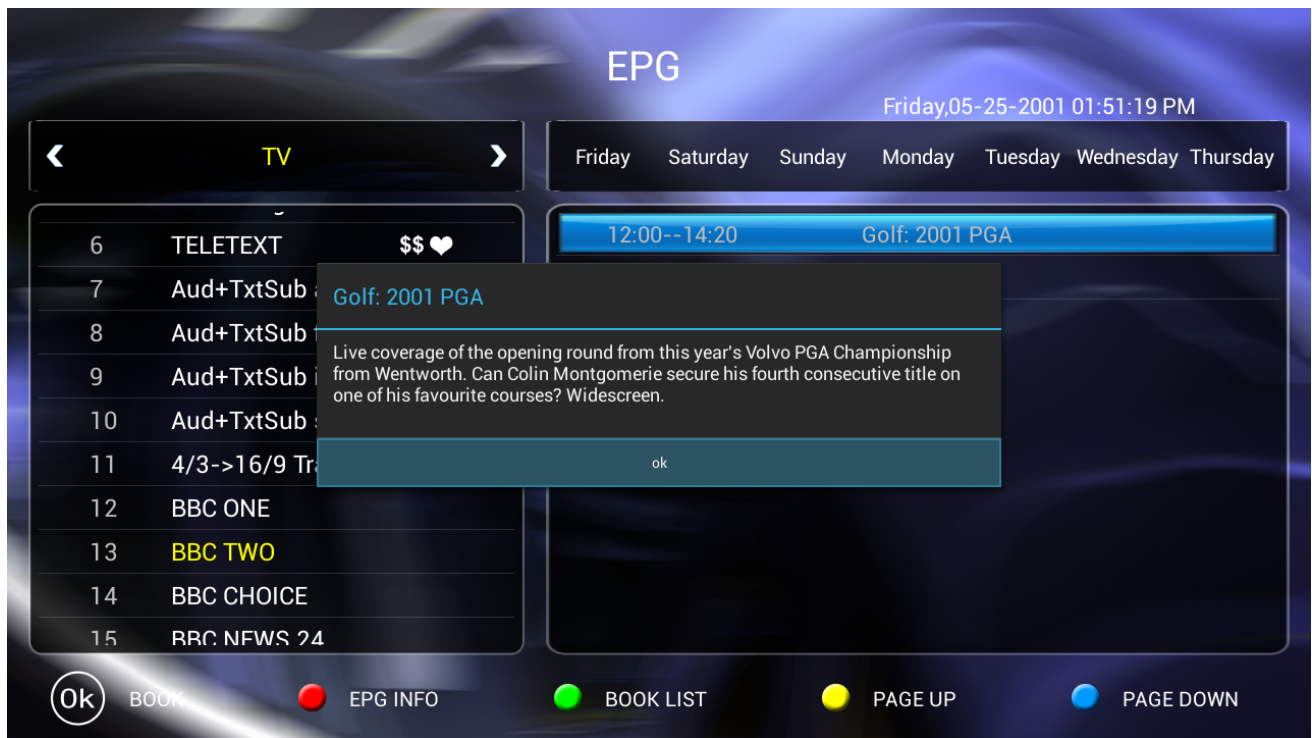 EPG
Friday,05-25-2001 01:51:19 PM
TV
Friday Saturday Sunday Monday Tuesday Wednesday Thursday
6 TELETEXT $$
7 Aud+TxtSub
8 Aud+TxtSub
9 Aud+TxtSub
10 Aud+TxtSub
11 4/3->16/9
12 BBC ONE
13 BBC TWO
14 BBC CHOICE
15 BBC NEWS 24
12:00--14:20 Golf: 2001 PGA
Golf: 2001 PGA
Live coverage of the opening round from this year's Volvo PGA Championship
from Wentworth. Can Colin Montgomerie secure his fourth consecutive title on
one of his favourite courses? Widescreen.
ok
Ok BOOK EPG INFO BOOK LIST PAGE UP PAGE DOWN